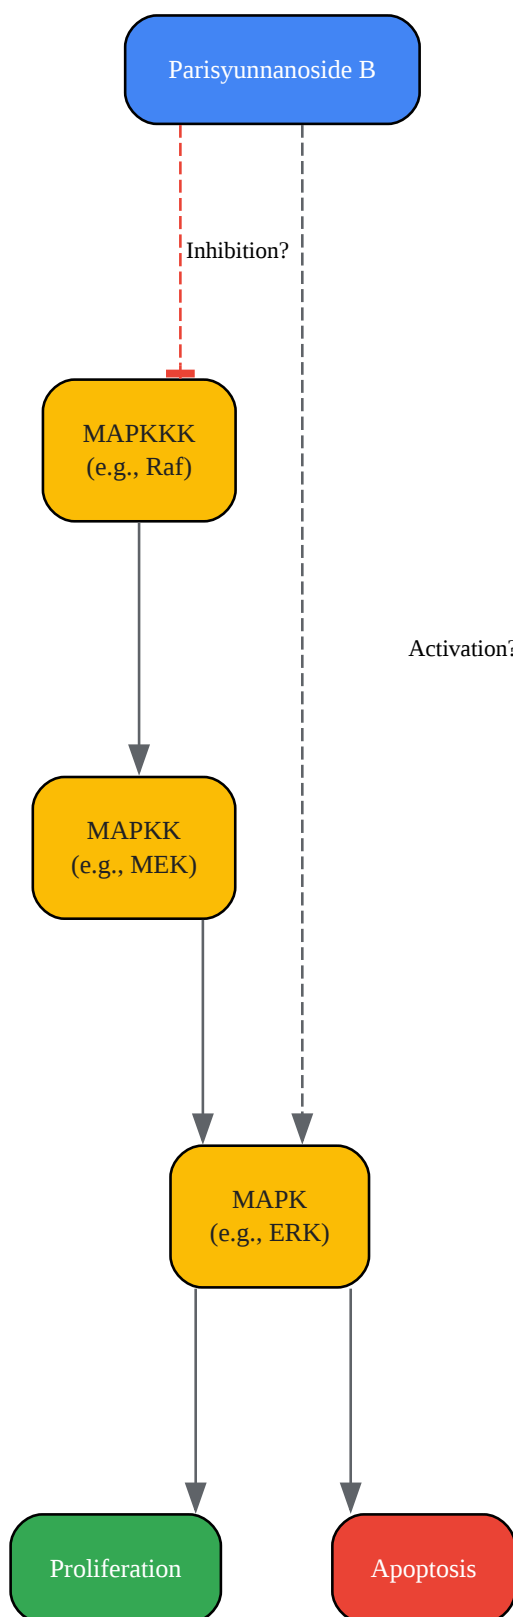 Parisyunnanoside B
Inhibition?
MAPKKK
(e.g., Raf)
Activation?
MAPKK
(e.g., MEK)
MAPK
(e.g., ERK)
Proliferation
Apoptosis